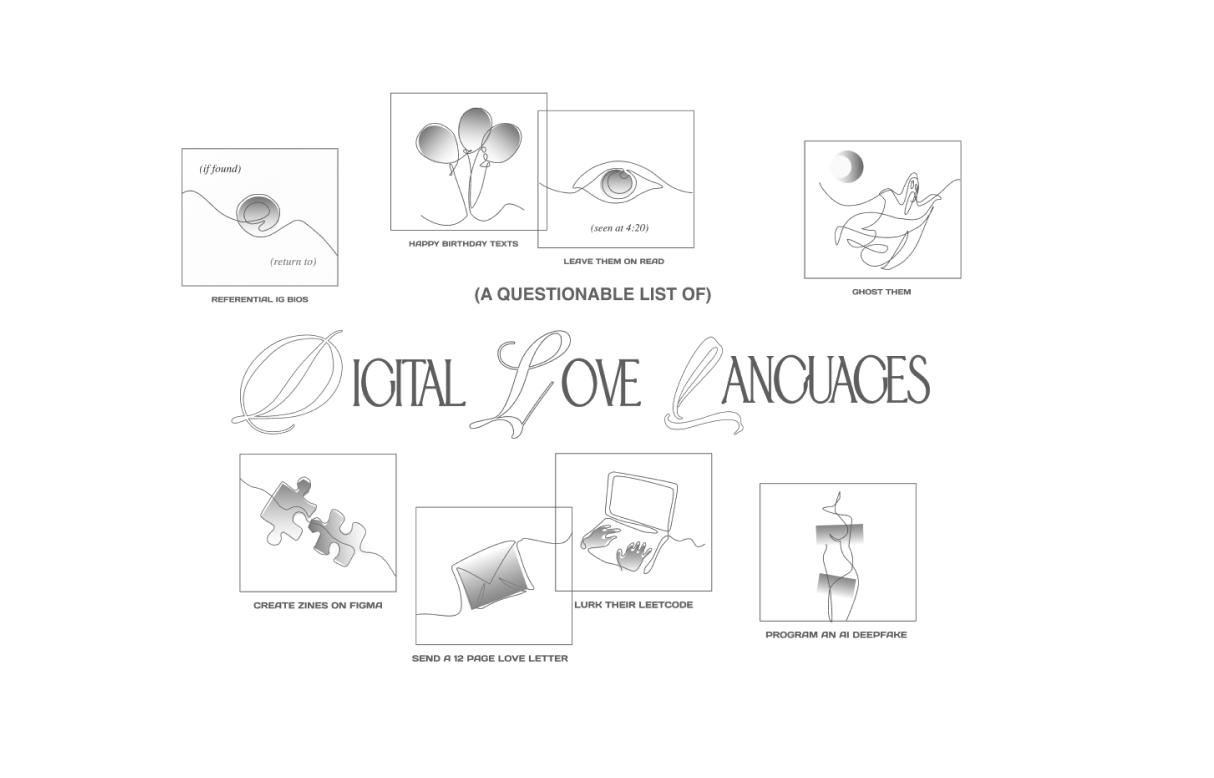 (if found)
(return to)
REFERENTIAL IG BIOS
HAPPY BIRTHDAY TEXTS
(seen at 4:20)
LEAVE THEM ON READ
GHOST THEM
(A QUESTIONABLE LIST OF)
DIGITAL LOVE LANGUAGES
CREATE ZINES ON FIGMA
SEND A 12 PAGE LOVE LETTER
LURK THEIR LEETCODE
PROGRAM AN AI DEEPFAKE